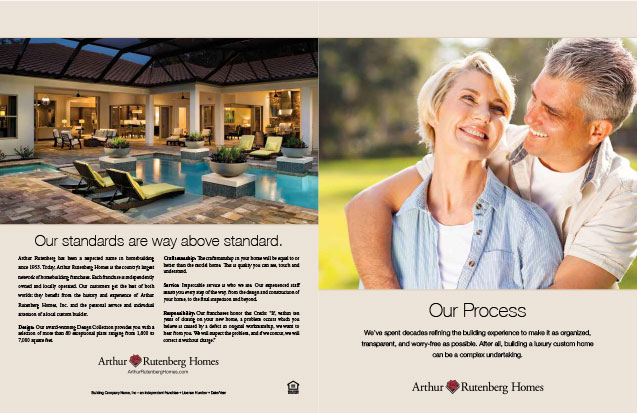 Our standards are way above standard.
Arthur Rutenberg has been a respected name in homebuilding
since 1953. Today, Arthur Rutenberg Homes is the country's largest
network of homebuilding franchises. Each franchise is independently
owned and locally operated. Our customers get the best of both
worlds: they benefit from the history and experience of Arthur
Rutenberg Homes, Inc. and the personal service and individual
attention of a local custom builder.
Design: Our award-winning Design Collection provides you with a
selection of more than 80 exceptional plans ranging from 1,800 to
7,000 square feet.
Craftsmanship: The craftsmanship in your home will be equal to or
better than the model home. This is quality you can see, touch and
understand.
Service: Impeccable service is who we are. Our experienced staff
assists you every step of the way, from the design and construction of
your home, to the final inspection and beyond.
Responsibility: Our franchisees honor this Credo: "If, within ten
years of closing on your new home, a problem occurs which you
believe is caused by a defect in original workmanship, we want to
hear from you. We will inspect the problem, and if we concur, we will
correct it without charge."
Arthur Rutenberg Homes
ArthurRutenbergHomes.com
Building Company Name, Inc • an independent franchise • License Number • Date/Year
Our Process
We've spent decades refining the building experience to make it as organized,
transparent, and worry-free as possible. After all, building a luxury custom home
can be a complex undertaking.
Arthur Rutenberg Homes